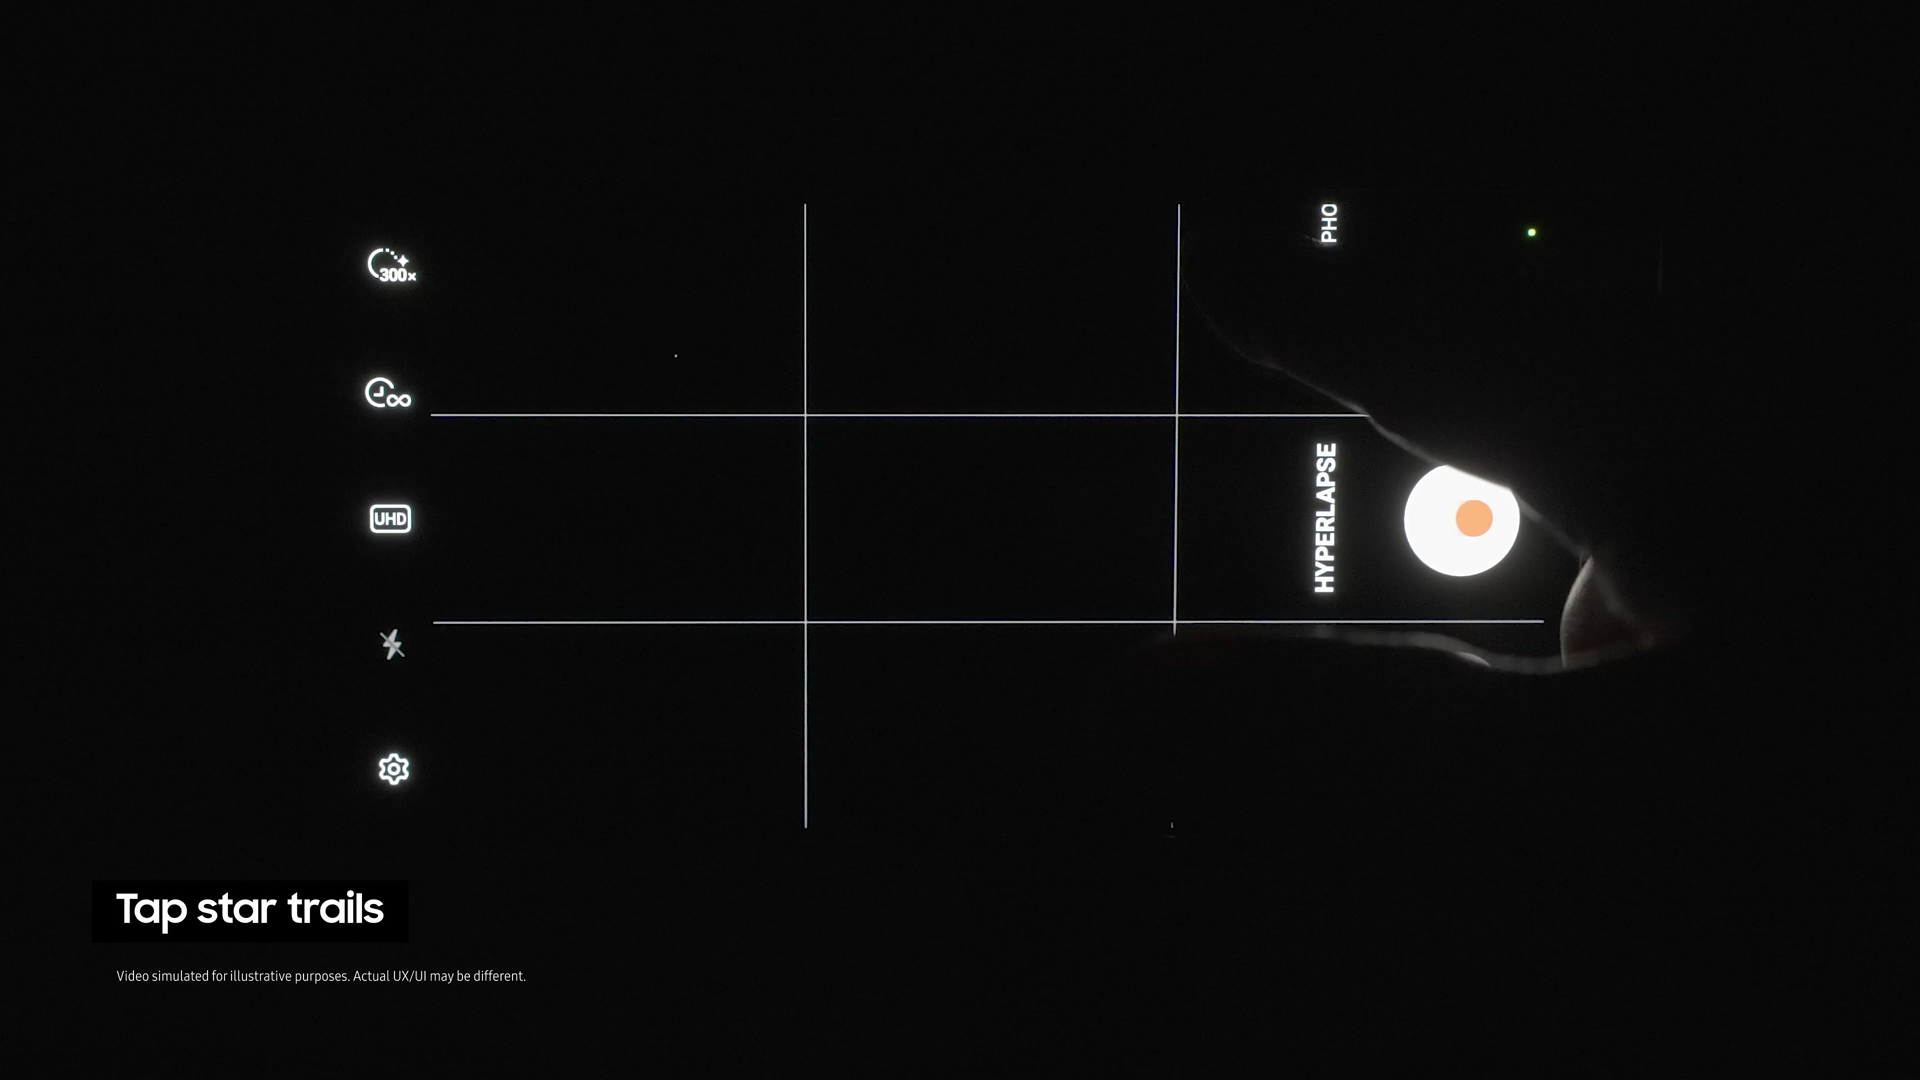 300x
UHD
PHO
HYPERLAPSE
Tap star trails
Video simulated for illustrative purposes. Actual UX/UI may be different.